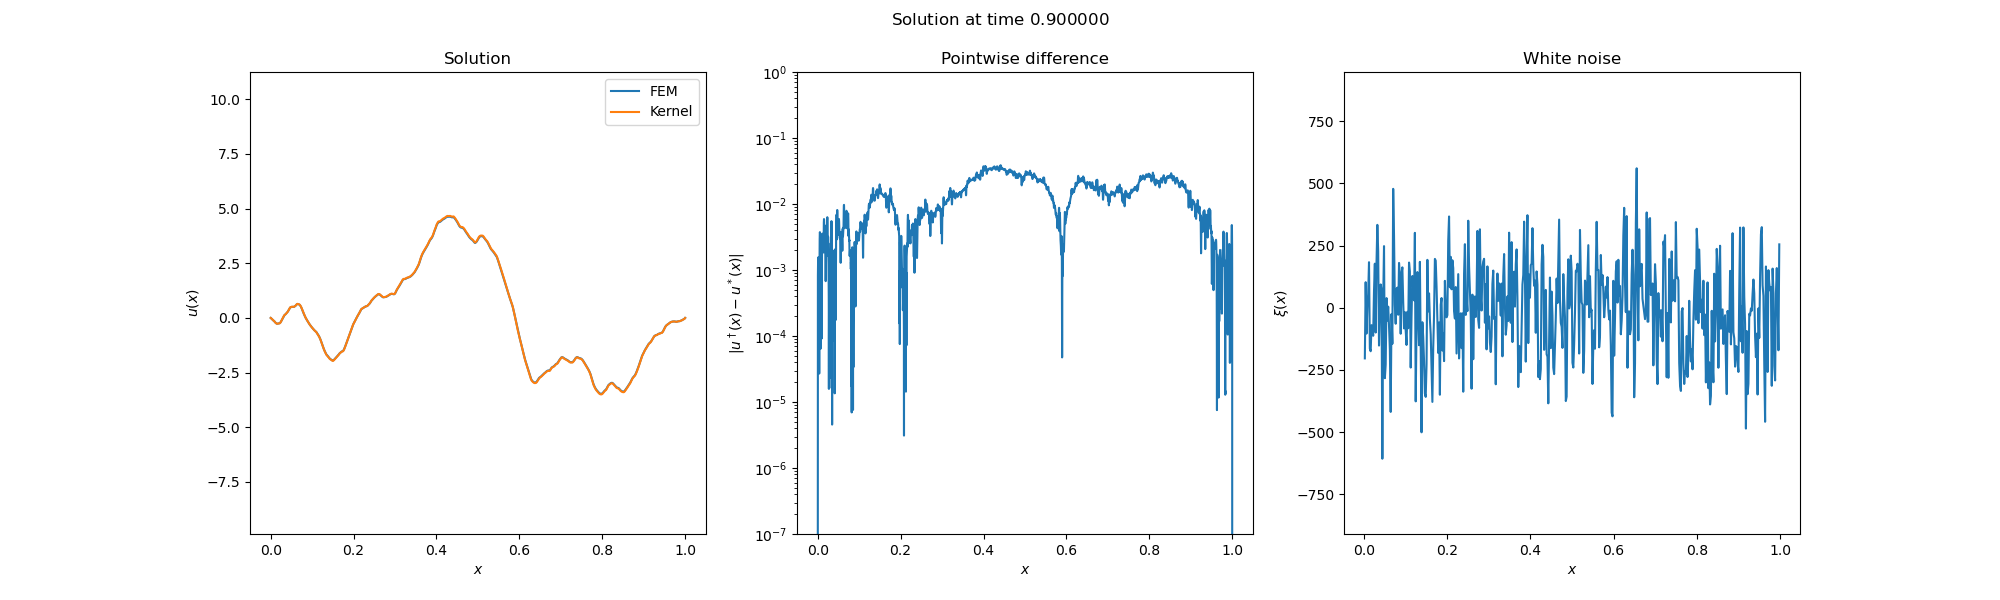 Solution at time 0.900000
Solution
10.0
7.5
5.0
2.5
0.0
−2.5
−5.0
−7.5
u(x)
0.0 0.2 0.4 0.6 0.8 1.0
x
FEM
Kernel
Pointwise difference
10⁰
10⁻¹
10⁻²
10⁻³
10⁻⁴
10⁻⁵
10⁻⁶
10⁻⁷
|u†(x) − u*(x)|
0.0 0.2 0.4 0.6 0.8 1.0
x
White noise
750
500
250
0
−250
−500
−750
ξ(x)
0.0 0.2 0.4 0.6 0.8 1.0
x